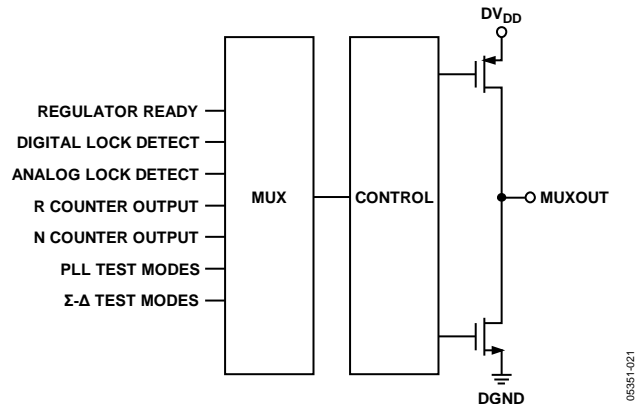 DVDD
REGULATOR READY
DIGITAL LOCK DETECT
ANALOG LOCK DETECT
R COUNTER OUTPUT
N COUNTER OUTPUT
PLL TEST MODES
Σ-Δ TEST MODES
MUX
CONTROL
MUXOUT
DGND
05351-021